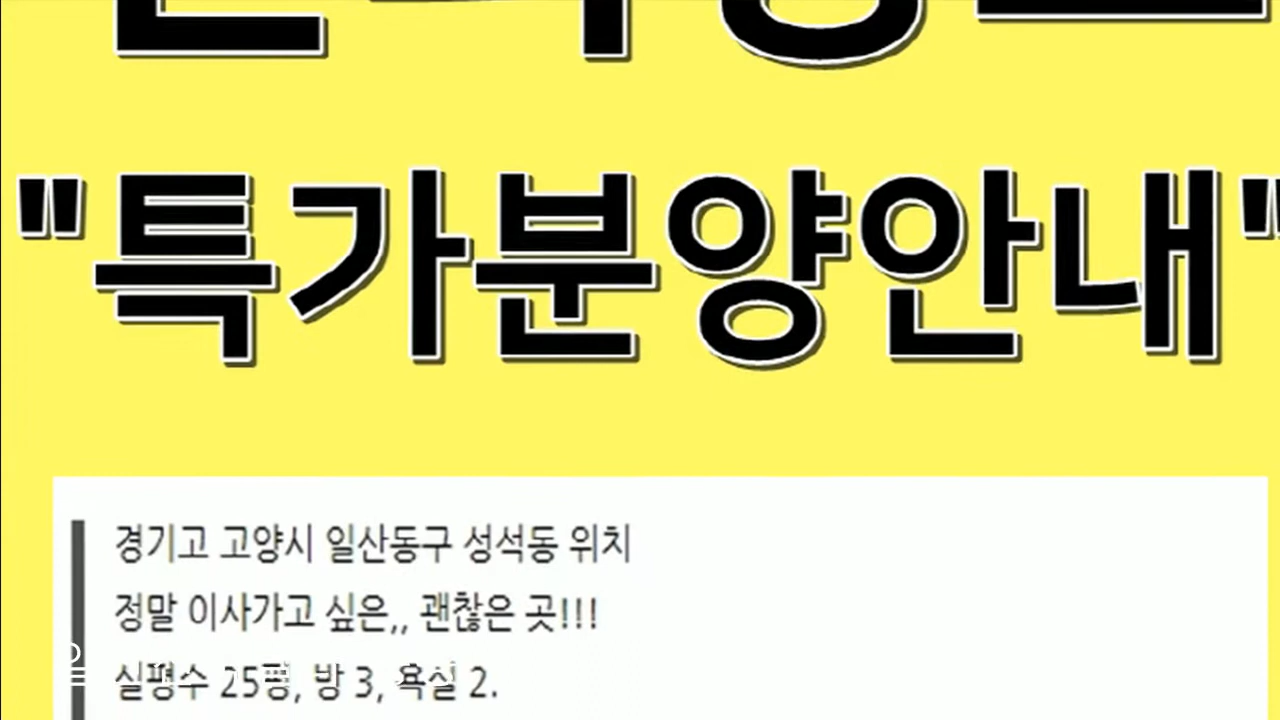 "특가분양안내"
경기고 고양시 일산동구 성석동 위치
정말 이사가고 싶은,, 괜찮은 곳!!!
실평수 25평, 방 3, 욕실 2.